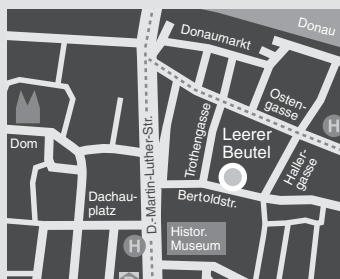 Donau
Donaumarkt
Osten-
gasse
H
Trothengasse
Leerer
Beutel
Haller-
gasse
Dom
D.-Martin-Luther-Str.
Dachau-
platz
Bertoldstr.
H
Histor.
Museum